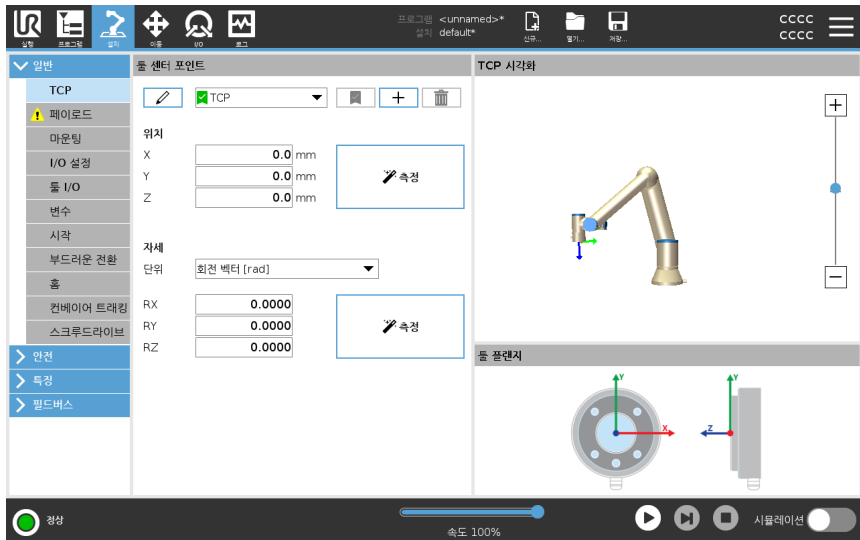 UR
실행
프로그램
설치
이동
I/O
로그
프로그램 <unnamed>*
설치 default*
신규...
열기...
저장...
CCCC
CCCC
일반
TCP
페이로드
마운팅
I/O 설정
툴 I/O
변수
시작
부드러운 전환
홈
컨베이어 트래킹
스크루드라이브
안전
특징
필드버스
툴 센터 포인트
TCP
위치
X 0.0 mm
Y 0.0 mm
Z 0.0 mm
측정
자세
단위 회전 벡터 [rad]
RX 0.0000
RY 0.0000
RZ 0.0000
측정
TCP 시각화
툴 플랜지
Y
X
Y
Z
정상
속도 100%
시뮬레이션